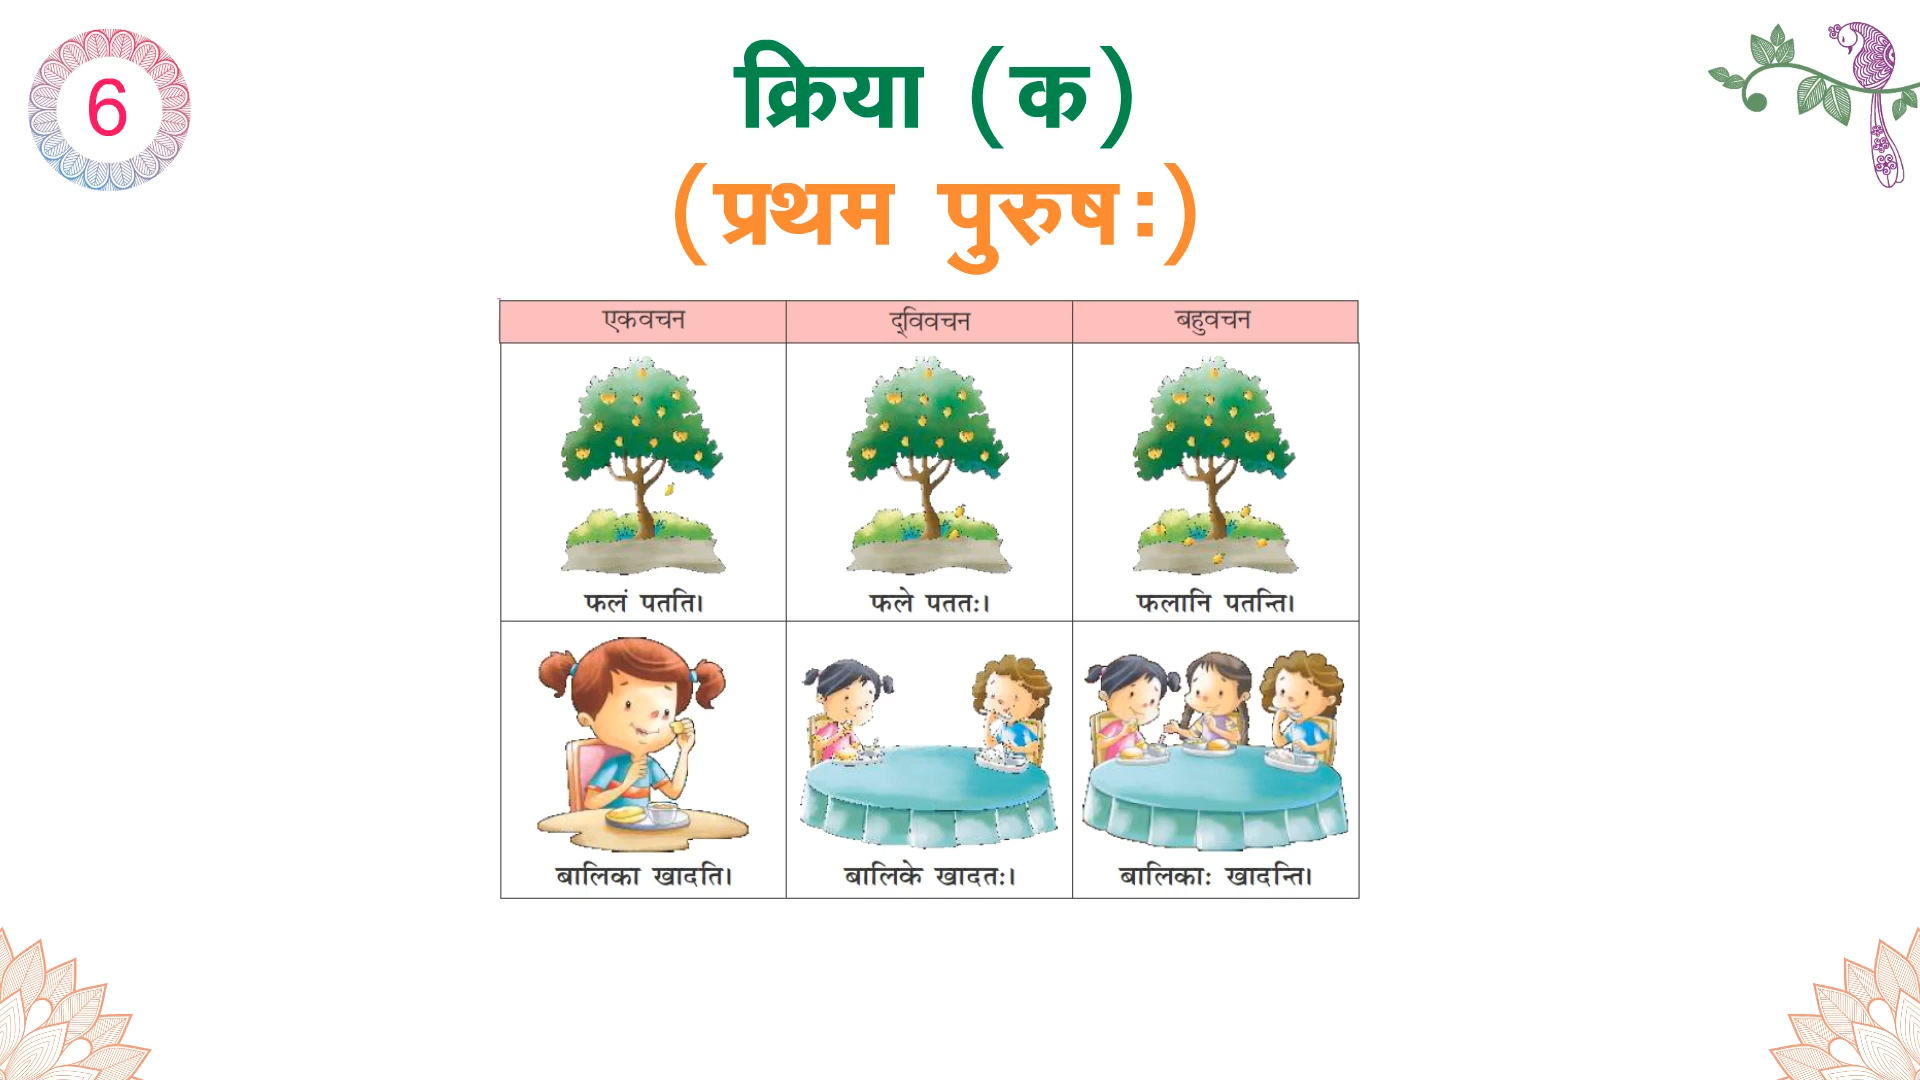 6
क्रिया (क)
(प्रथम पुरुष:)
एकवचन द्‌विवचन बहुवचन
फलं पतति। फले पततः। फलानि पतन्ति।
बालिका खादति। बालिके खादतः। बालिकाः खादन्ति।